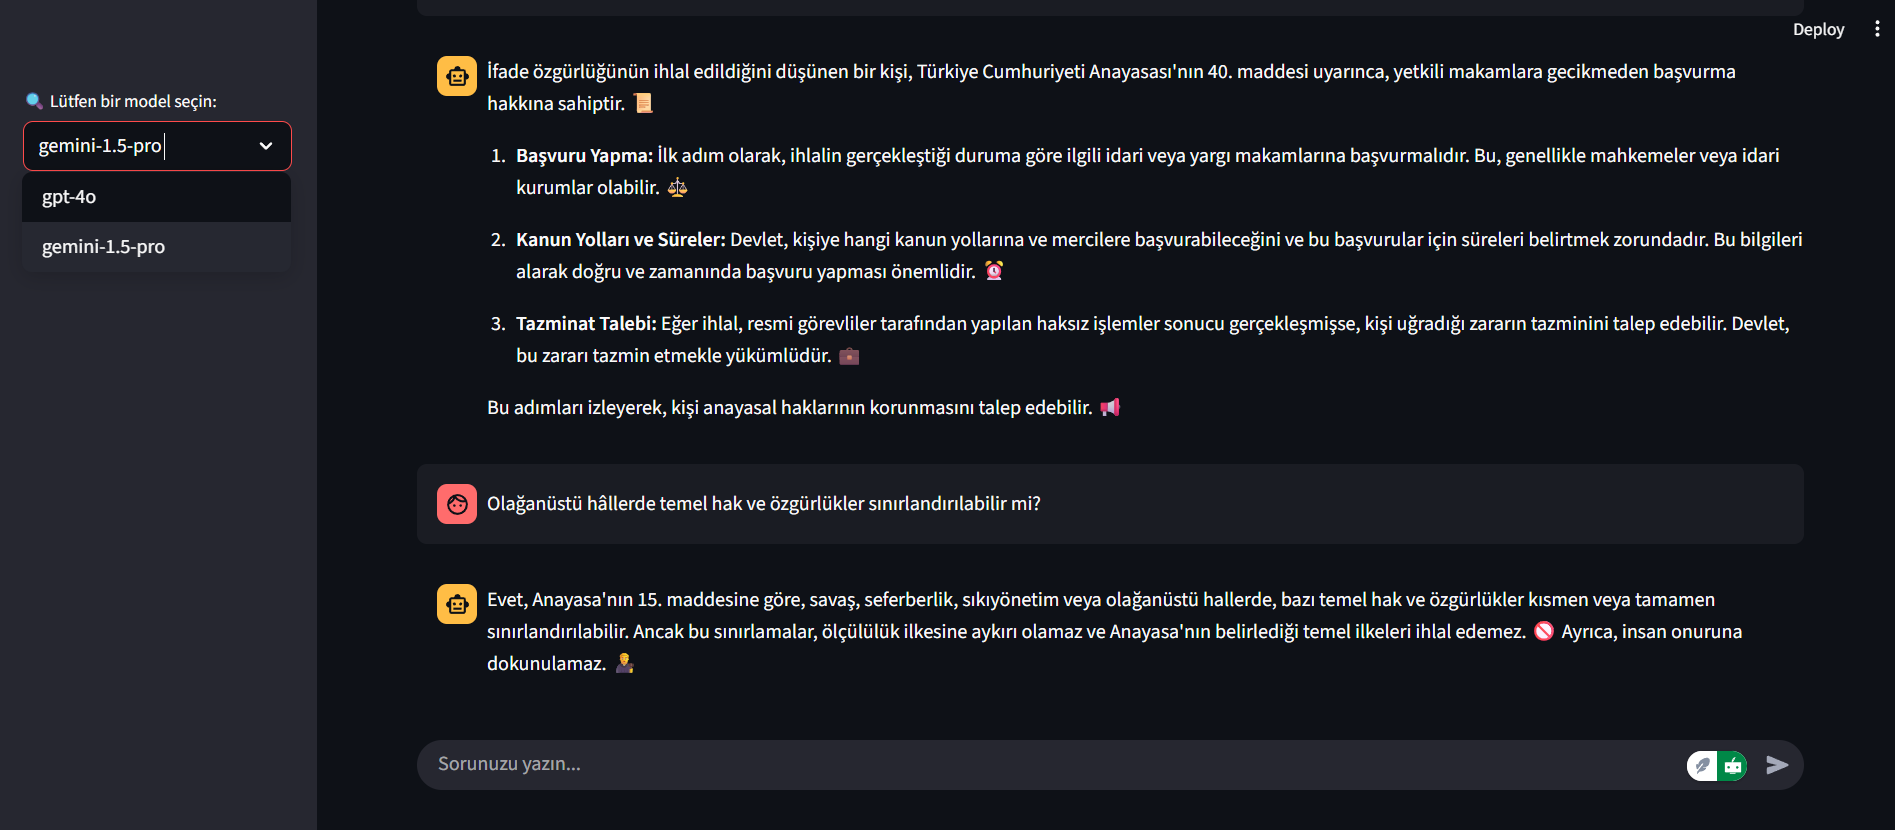 Deploy
Lütfen bir model seçin:
gemini-1.5-pro
gpt-4o
gemini-1.5-pro
İfade özgürlüğünün ihlal edildiğini düşünen bir kişi, Türkiye Cumhuriyeti Anayasası'nın 40. maddesi uyarınca, yetkili makamlara gecikmeden başvurma
hakkına sahiptir. 📜
1. Başvuru Yapma: İlk adım olarak, ihlalin gerçekleştiği duruma göre ilgili idari veya yargı makamlarına başvurmalıdır. Bu, genellikle mahkemeler veya idari
kurumlar olabilir. ⚖️
2. Kanun Yolları ve Süreler: Devlet, kişiye hangi kanun yollarına ve mercilere başvurabileceğini ve bu başvurular için süreleri belirtmek zorundadır. Bu bilgileri
alarak doğru ve zamanında başvuru yapması önemlidir. ⏰
3. Tazminat Talebi: Eğer ihlal, resmi görevliler tarafından yapılan haksız işlemler sonucu gerçekleşmişse, kişi uğradığı zararın tazminini talep edebilir. Devlet,
bu zararı tazmin etmekle yükümlüdür. 💼
Bu adımları izleyerek, kişi anayasal haklarının korunmasını talep edebilir. 📢
Olağanüstü hâllerde temel hak ve özgürlükler sınırlandırılabilir mi?
Evet, Anayasa'nın 15. maddesine göre, savaş, seferberlik, sıkıyönetim veya olağanüstü hallerde, bazı temel hak ve özgürlükler kısmen veya tamamen
sınırlandırılabilir. Ancak bu sınırlamalar, ölçülülük ilkesine aykırı olamaz ve Anayasa'nın belirlediği temel ilkeleri ihlal edemez. 🚫 Ayrıca, insan onuruna
dokunulamaz.
Sorunuzu yazın...